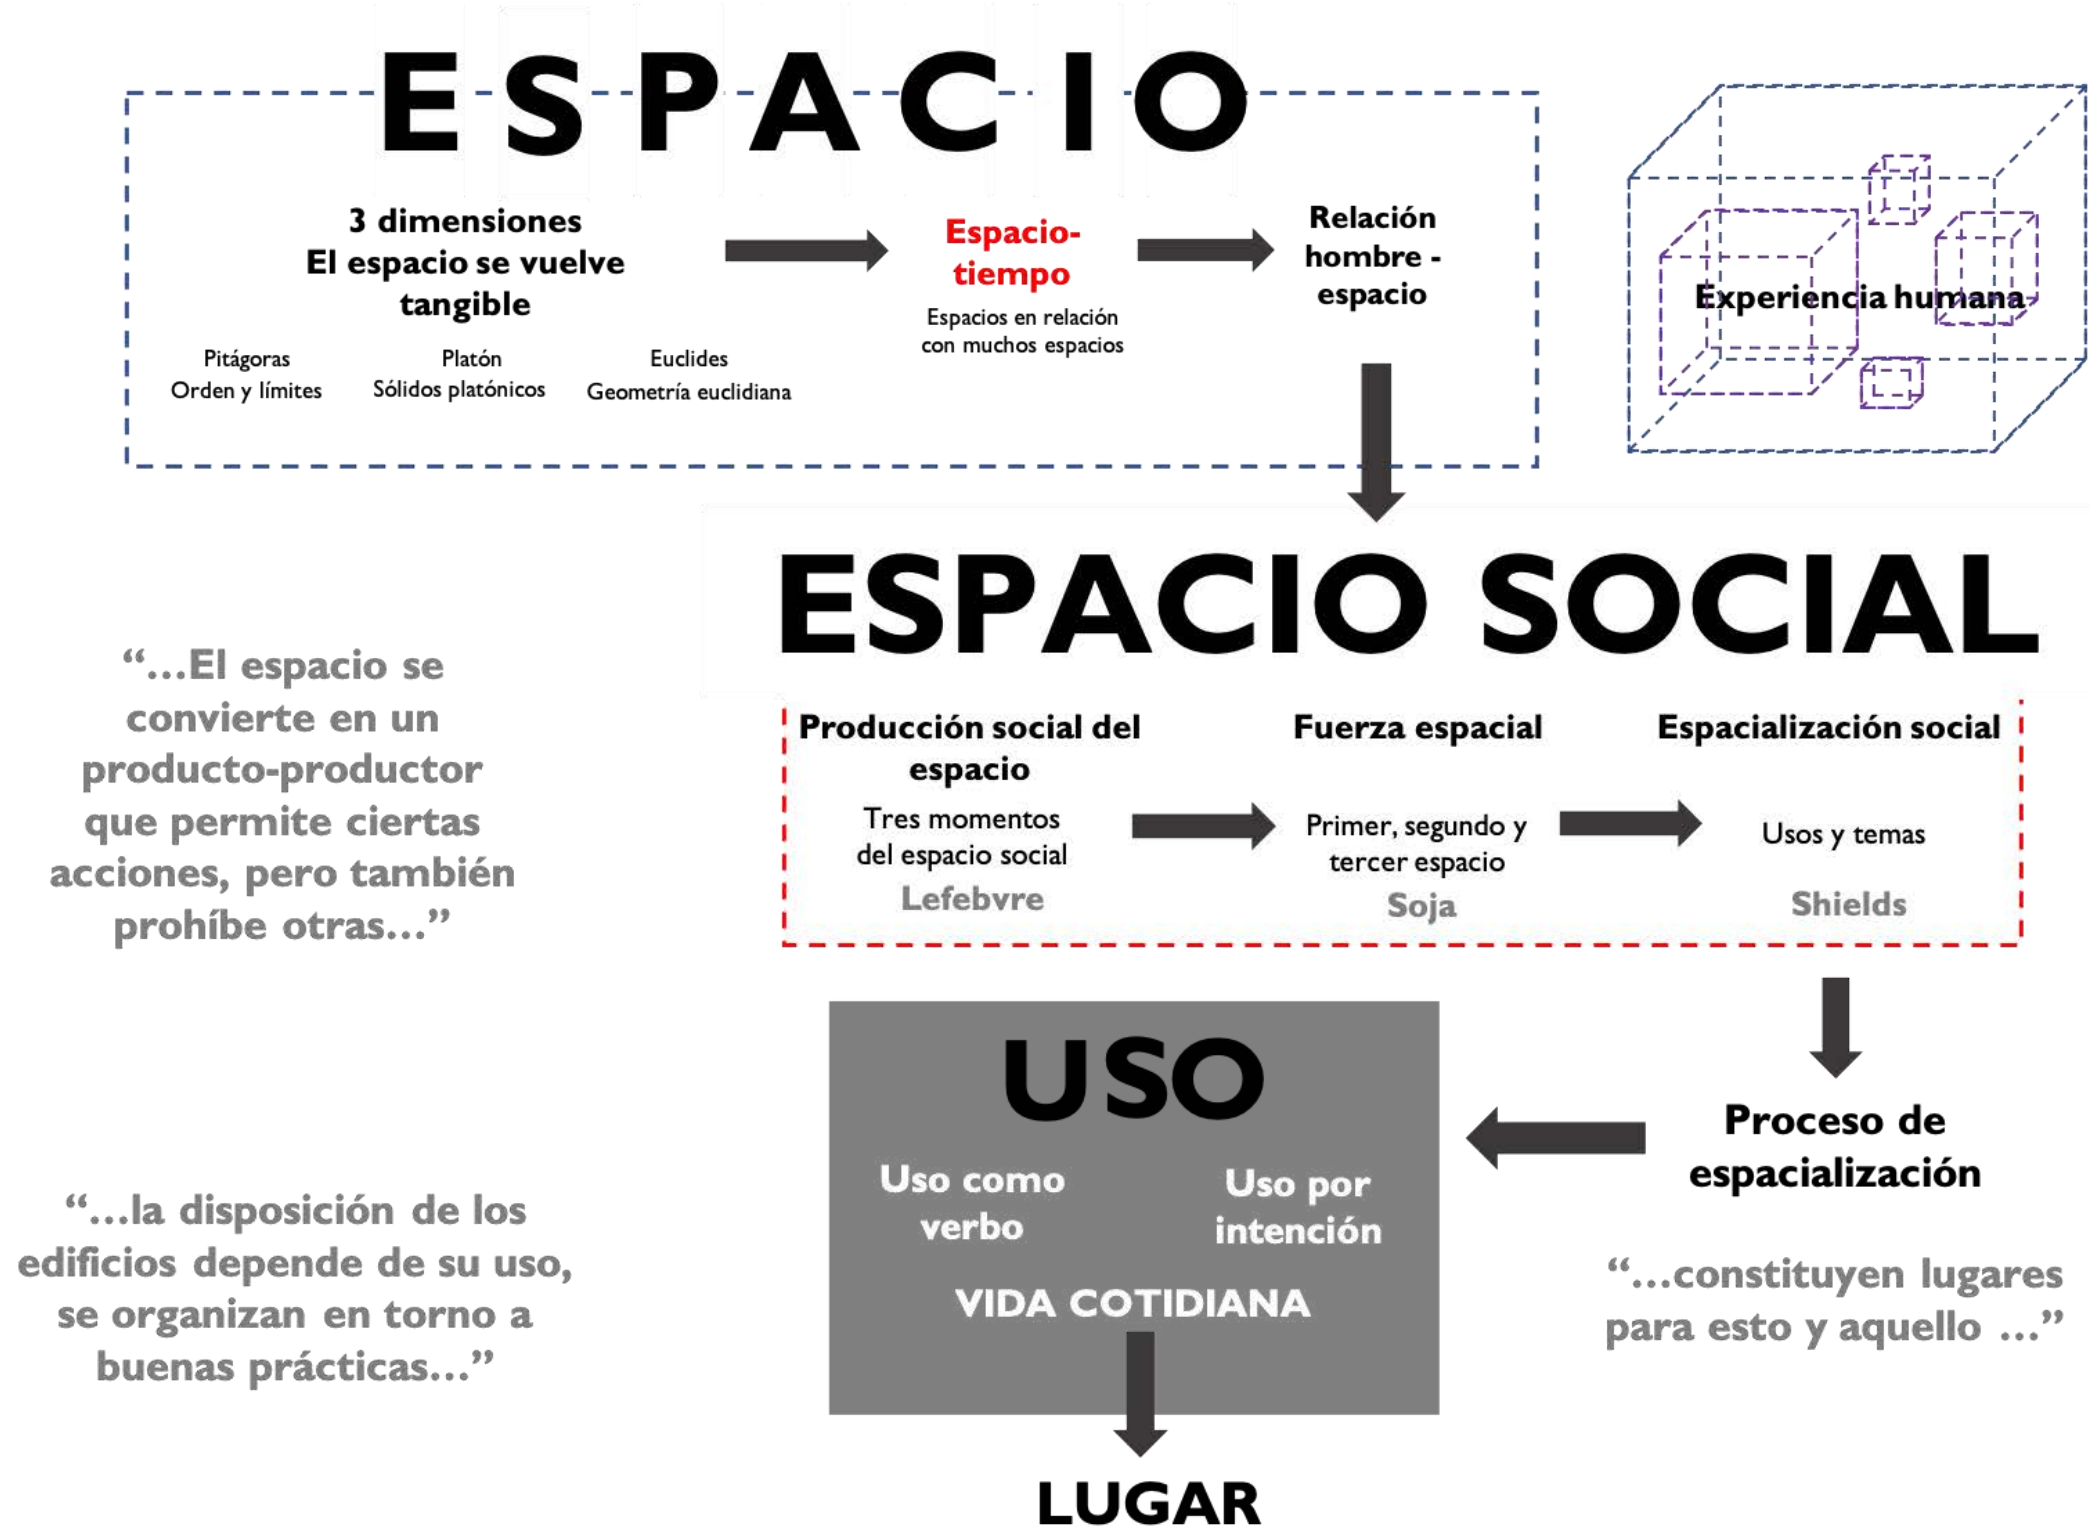 ESPACIO
3 dimensiones
El espacio se vuelve
tangible
Pitágoras
Orden y límites
Platón
Sólidos platónicos
Euclides
Geometría euclidiana
Espacio-
tiempo
Espacios en relación
con muchos espacios
Relación
hombre -
espacio
Experiencia humana
ESPACIO SOCIAL
“...El espacio se
convierte en un
producto-productor
que permite ciertas
acciones, pero también
prohíbe otras...”
Producción social del
espacio
Tres momentos
del espacio social
Lefebvre
Fuerza espacial
Primer, segundo y
tercer espacio
Soja
Espacialización social
Usos y temas
Shields
USO
Uso como
verbo
Uso por
intención
VIDA COTIDIANA
Proceso de
espacialización
“...constituyen lugares
para esto y aquello ...”
“...la disposición de los
edificios depende de su uso,
se organizan en torno a
buenas prácticas...”
LUGAR